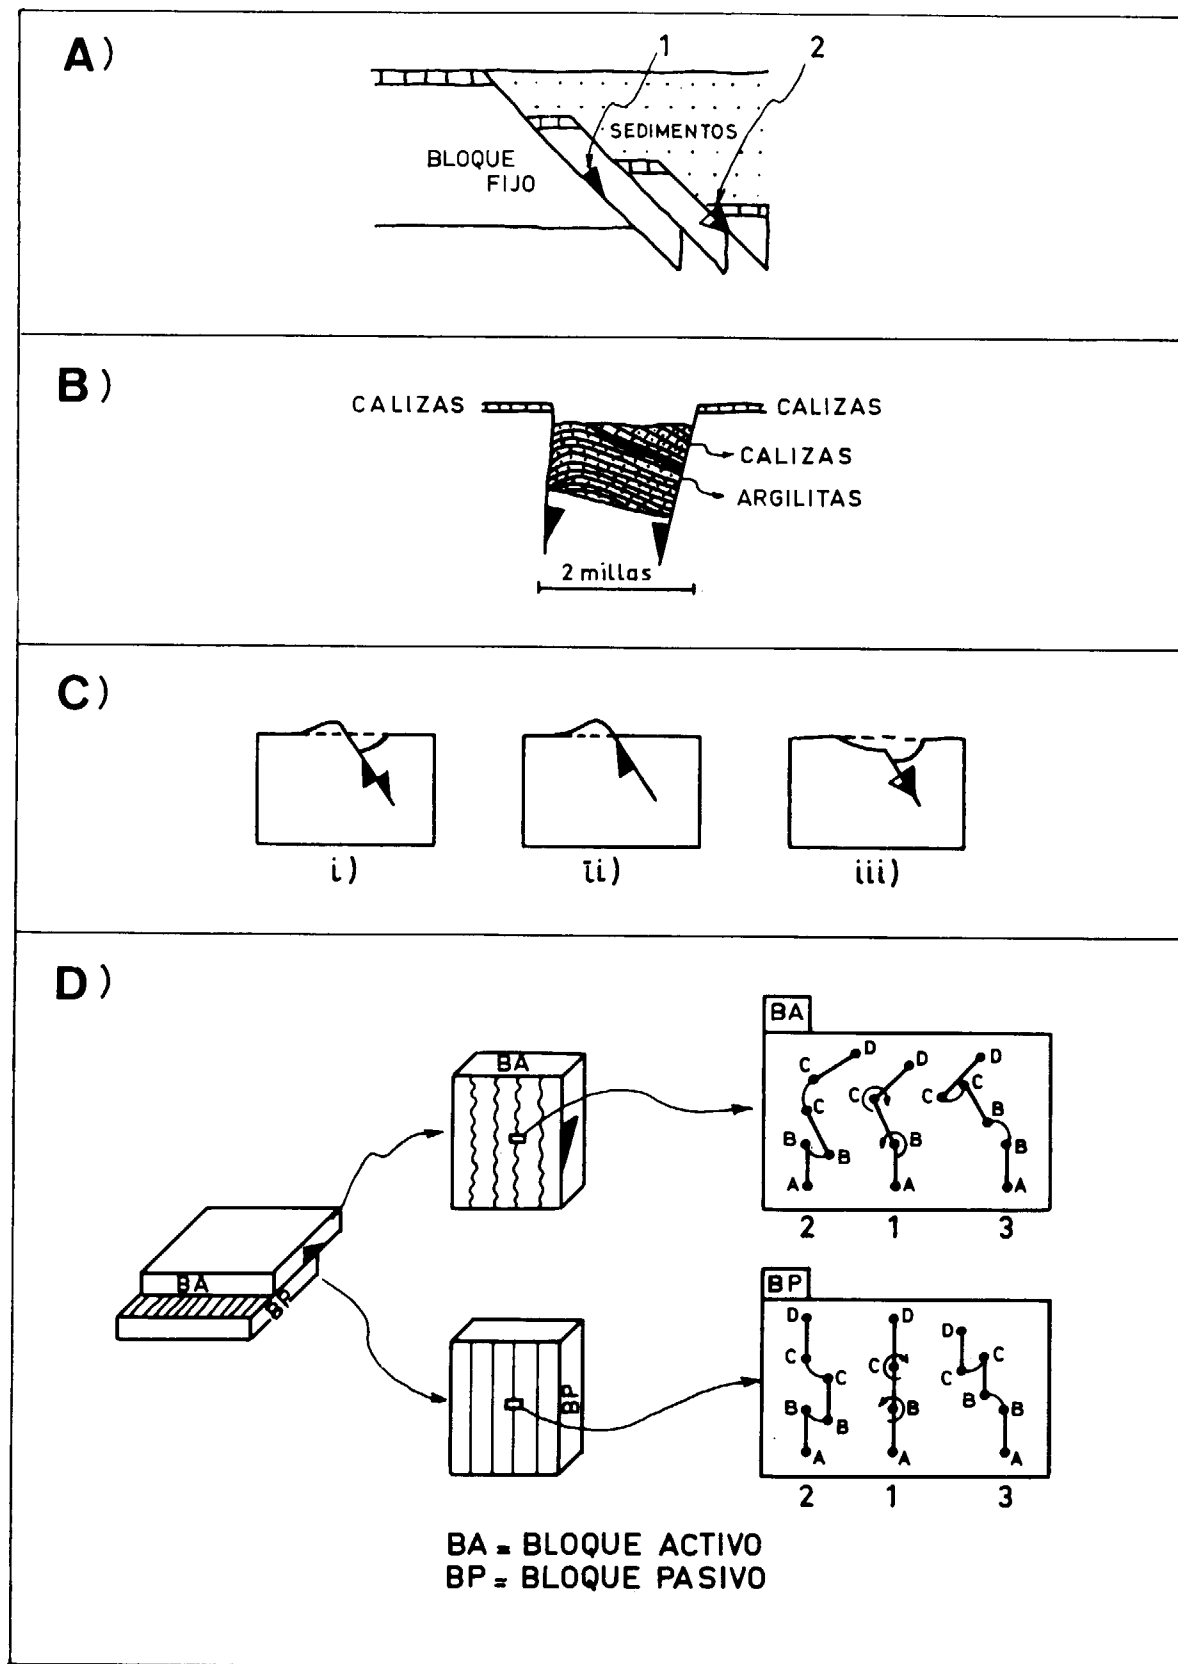 A)
1 2
SEDIMENTOS
BLOQUE
FIJO
B)
CALIZAS CALIZAS
CALIZAS
ARGILITAS
2 millas
C)
i) ii) iii)
D)
BA
BA
D D D
C C C
C C
B B B B
B
A A A
2 1 3
BA
BP
BP
BP
D D D
C C C
C C
B B B B
B
A A A
2 1 3
BA = BLOQUE ACTIVO
BP = BLOQUE PASIVO